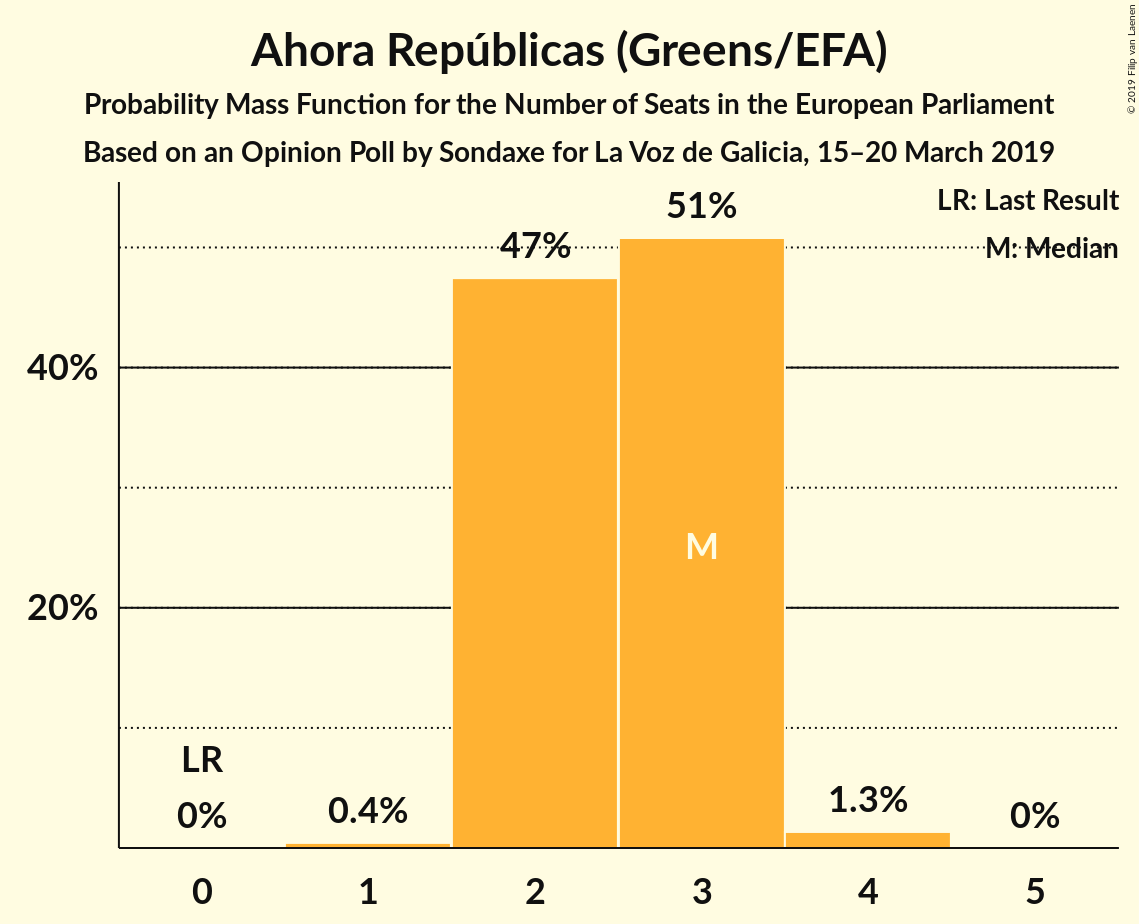 Ahora Repúblicas (Greens/EFA)
Probability Mass Function for the Number of Seats in the European Parliament
Based on an Opinion Poll by Sondaxe for La Voz de Galicia, 15–20 March 2019
© 2019 Filip van Laenen
LR: Last Result
M: Median
51%
47%
40%
M
20%
LR
0%
0.4%
1.3%
0%
0 1 2 3 4 5